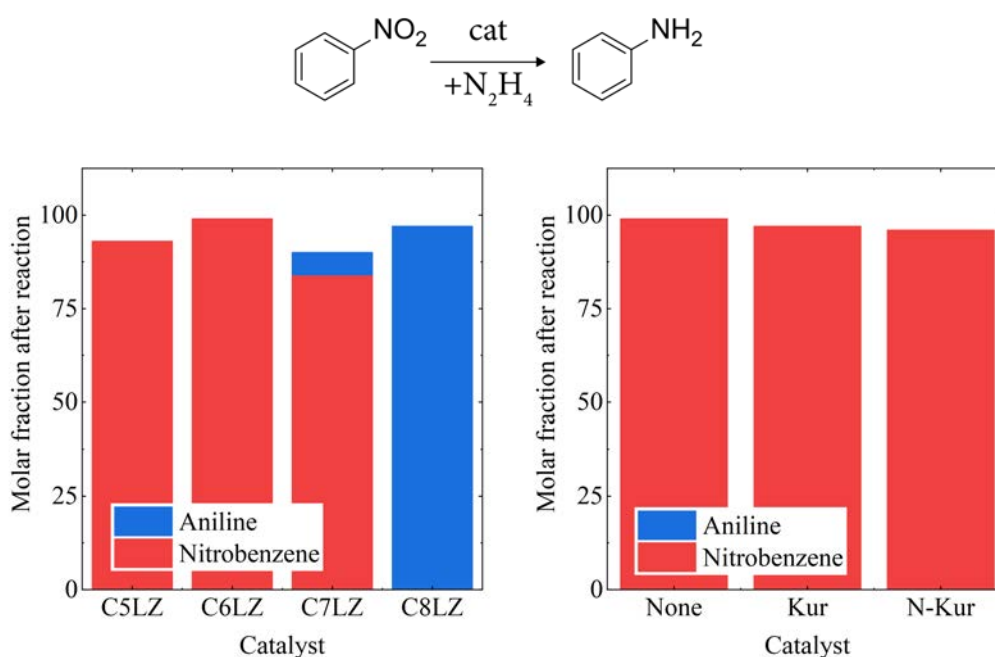 NO₂ cat NH₂
+N₂H₄
Molar fraction after reaction
100
75
50
25
0
Aniline
Nitrobenzene
C5LZ C6LZ C7LZ C8LZ
Catalyst
Molar fraction after reaction
100
75
50
25
0
Aniline
Nitrobenzene
None Kur N-Kur
Catalyst